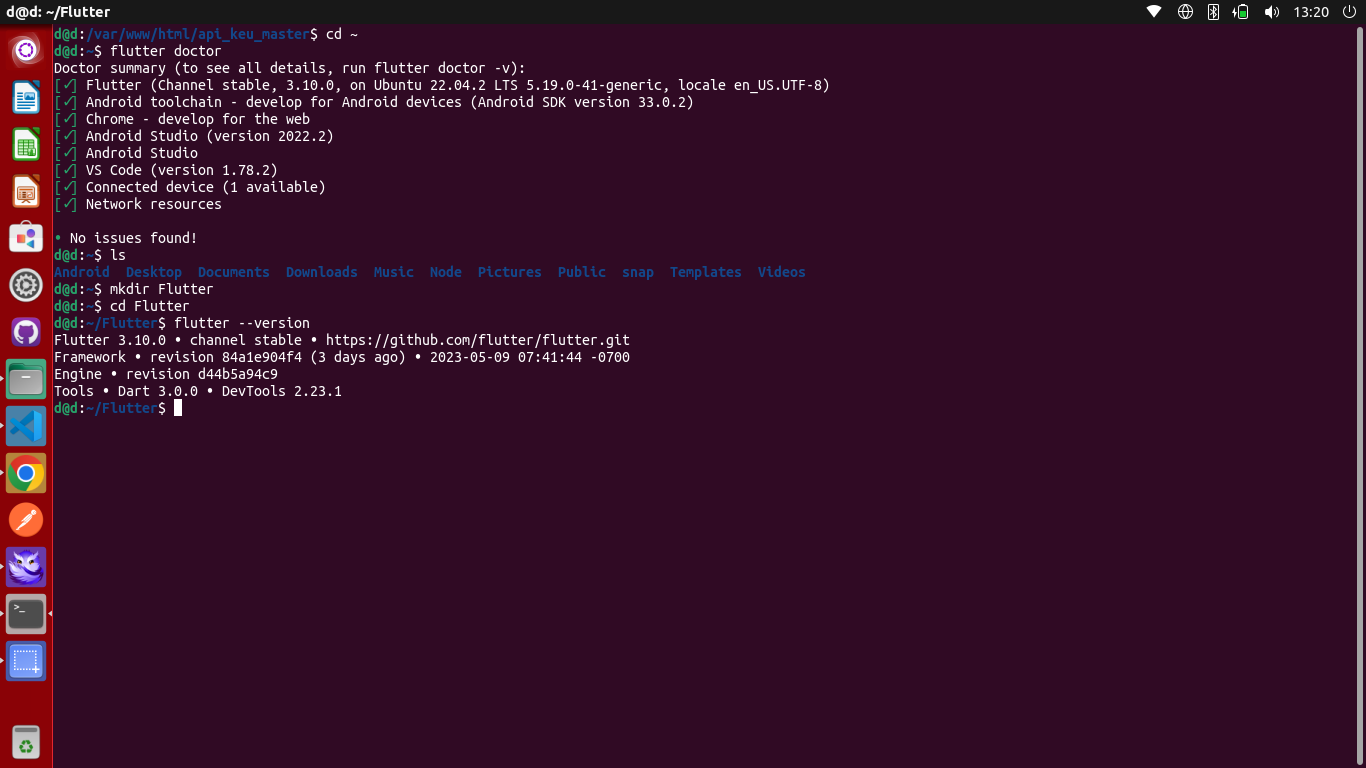 d@d: ~/Flutter
13:20
d@d:/var/www/html/api_keu_master$ cd ~
d@d:~$ flutter doctor
Doctor summary (to see all details, run flutter doctor -v):
[✓] Flutter (Channel stable, 3.10.0, on Ubuntu 22.04.2 LTS 5.19.0-41-generic, locale en_US.UTF-8)
[✓] Android toolchain - develop for Android devices (Android SDK version 33.0.2)
[✓] Chrome - develop for the web
[✓] Android Studio (version 2022.2)
[✓] Android Studio
[✓] VS Code (version 1.78.2)
[✓] Connected device (1 available)
[✓] Network resources
• No issues found!
d@d:~$ ls
Android  Desktop  Documents  Downloads  Music  Node  Pictures  Public  snap  Templates  Videos
d@d:~$ mkdir Flutter
d@d:~$ cd Flutter
d@d:~/Flutter$ flutter --version
Flutter 3.10.0 • channel stable • https://github.com/flutter/flutter.git
Framework • revision 84a1e904f4 (3 days ago) • 2023-05-09 07:41:44 -0700
Engine • revision d44b5a94c9
Tools • Dart 3.0.0 • DevTools 2.23.1
d@d:~/Flutter$